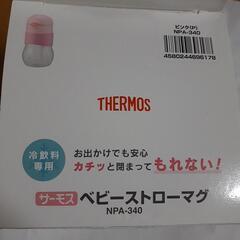 ピンク(P)
NPA-340
4580244696178
THERMOS
冷飲料
専用
お出かけでも安心
カチッと閉まってもれない!
サーモス ベビーストローマグ
NPA-340